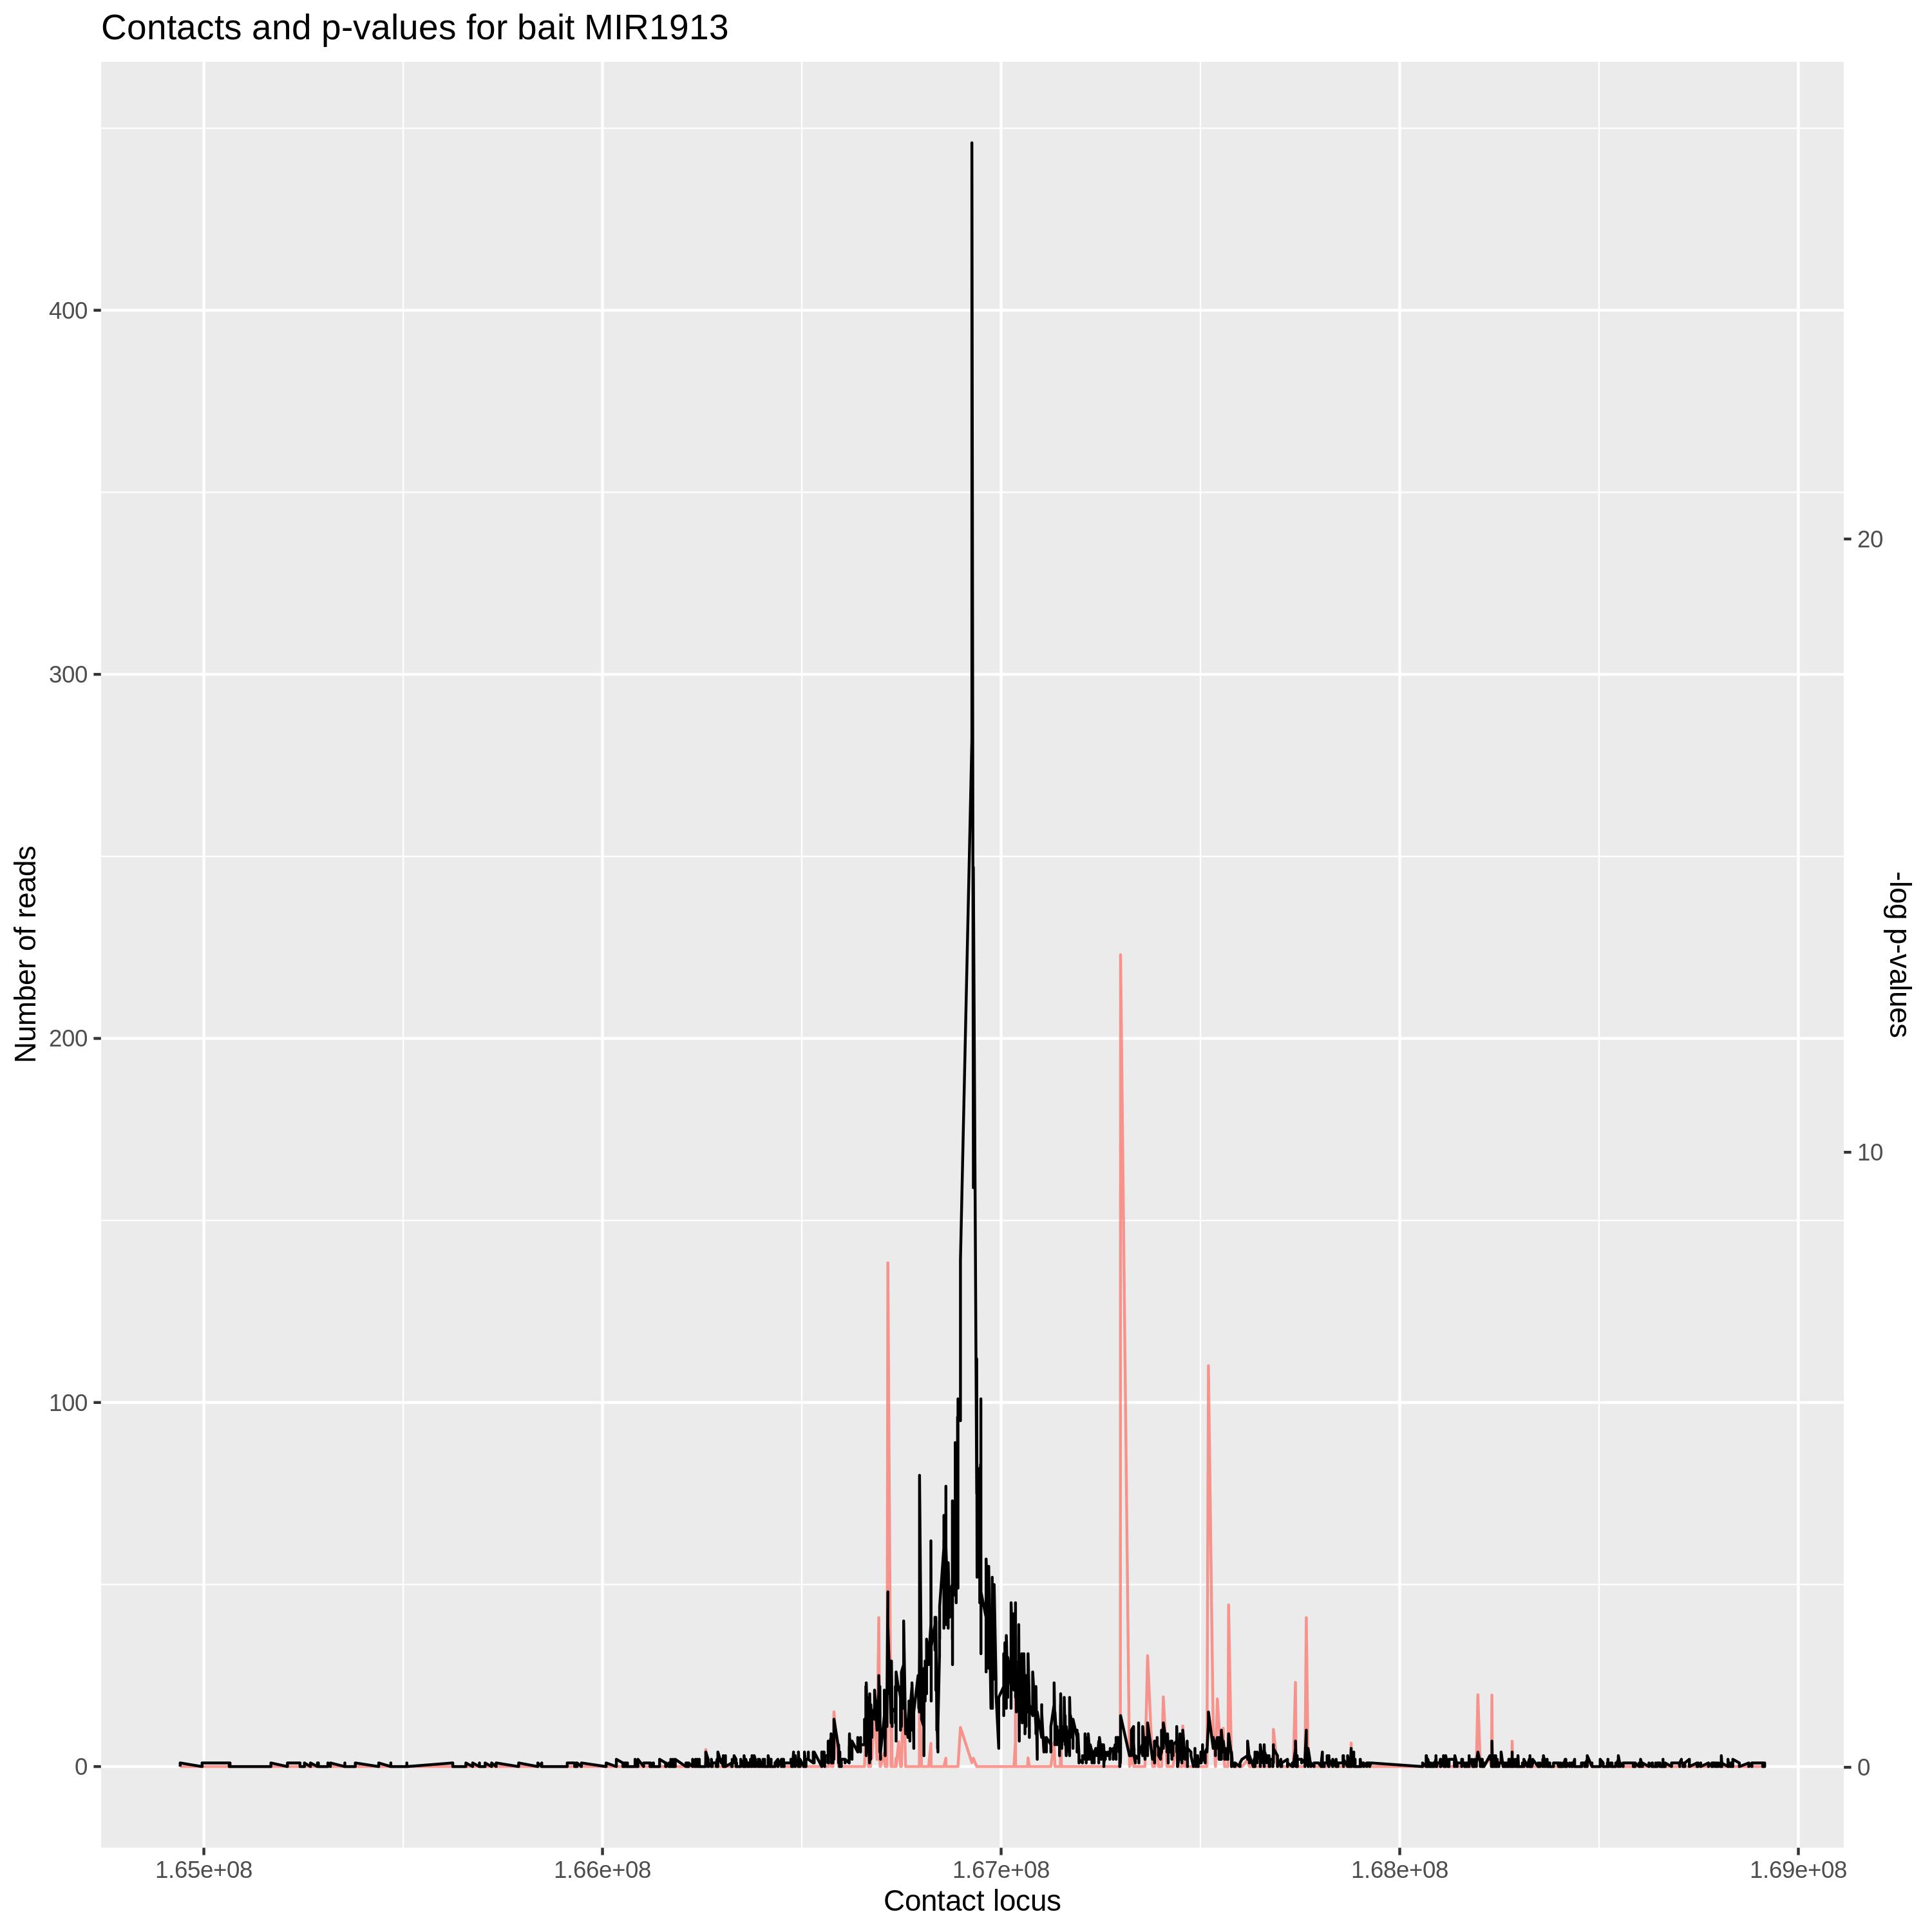 Contacts and p-values for bait MIR1913
Number of reads
400
300
200
100
0
20
10
0
-log p-values
1.65e+08 1.66e+08 1.67e+08 1.68e+08 1.69e+08
Contact locus